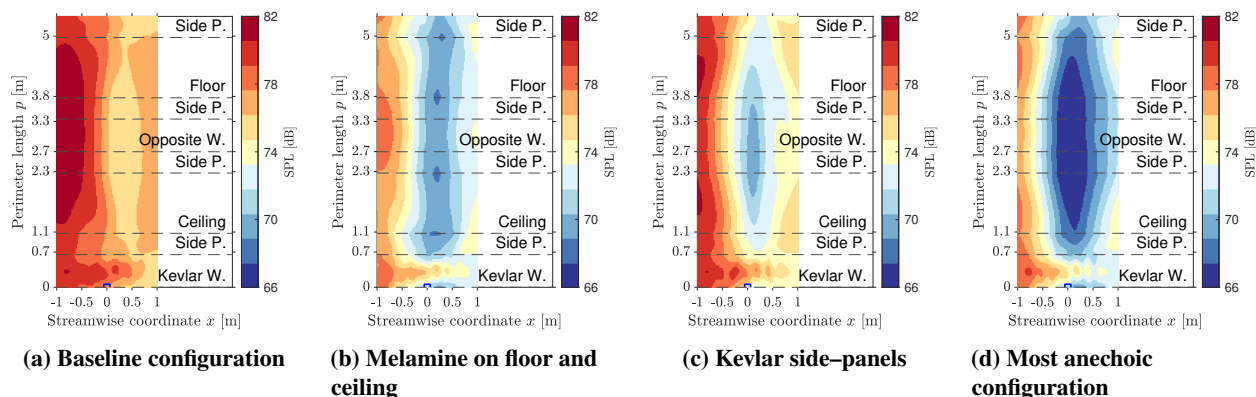 Perimeter length p [m]
5
3.8
3.3
2.7
2.3
1.1
0.7
0
Side P.
Floor
Side P.
Opposite W.
Side P.
Ceiling
Side P.
Kevlar W.
-1 -0.5 0 0.5 1
Streamwise coordinate x [m]
82
78
74
70
66
SPL [dB]
(a) Baseline configuration
Perimeter length p [m]
5
3.8
3.3
2.7
2.3
1.1
0.7
0
Side P.
Floor
Side P.
Opposite W.
Side P.
Ceiling
Side P.
Kevlar W.
-1 -0.5 0 0.5 1
Streamwise coordinate x [m]
82
78
74
70
66
SPL [dB]
(b) Melamine on floor and
ceiling
Perimeter length p [m]
5
3.8
3.3
2.7
2.3
1.1
0.7
0
Side P.
Floor
Side P.
Opposite W.
Side P.
Ceiling
Side P.
Kevlar W.
-1 -0.5 0 0.5 1
Streamwise coordinate x [m]
82
78
74
70
66
SPL [dB]
(c) Kevlar side–panels
Perimeter length p [m]
5
3.8
3.3
2.7
2.3
1.1
0.7
0
Side P.
Floor
Side P.
Opposite W.
Side P.
Ceiling
Side P.
Kevlar W.
-1 -0.5 0 0.5 1
Streamwise coordinate x [m]
82
78
74
70
66
SPL [dB]
(d) Most anechoic
configuration